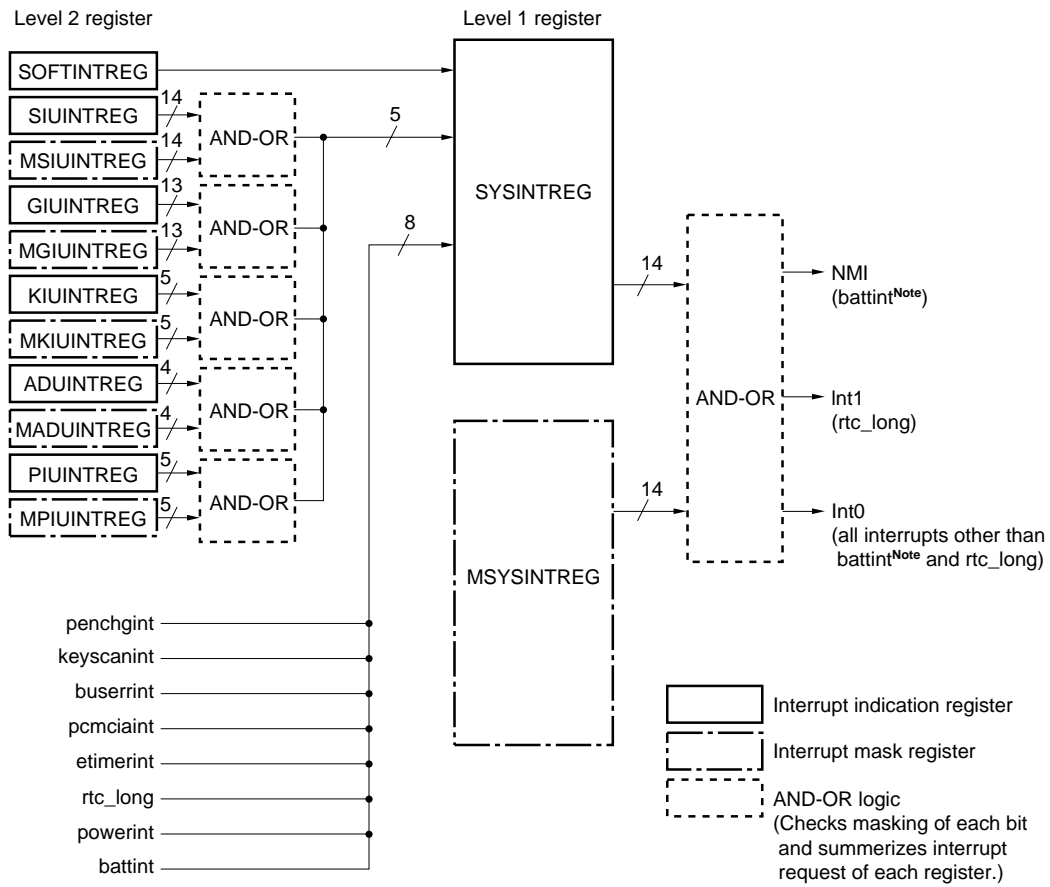 Level 2 register
Level 1 register
SOFTINTREG
SIUINTREG
14
MSIUINTREG
14
AND-OR
GIUINTREG
13
MGIUINTREG
13
AND-OR
KIUINTREG
5
MKIUINTREG
5
AND-OR
ADUINTREG
4
MADUINTREG
4
AND-OR
PIUINTREG
5
MPIUINTREG
5
AND-OR
5
8
SYSINTREG
14
MSYSINTREG
14
AND-OR
NMI
(battintNote)
Int1
(rtc_long)
Int0
(all interrupts other than
battintNote and rtc_long)
penchgint
keyscanint
buserrint
pcmciaint
etimerint
rtc_long
powerint
battint
Interrupt indication register
Interrupt mask register
AND-OR logic
(Checks masking of each bit
and summerizes interrupt
request of each register.)